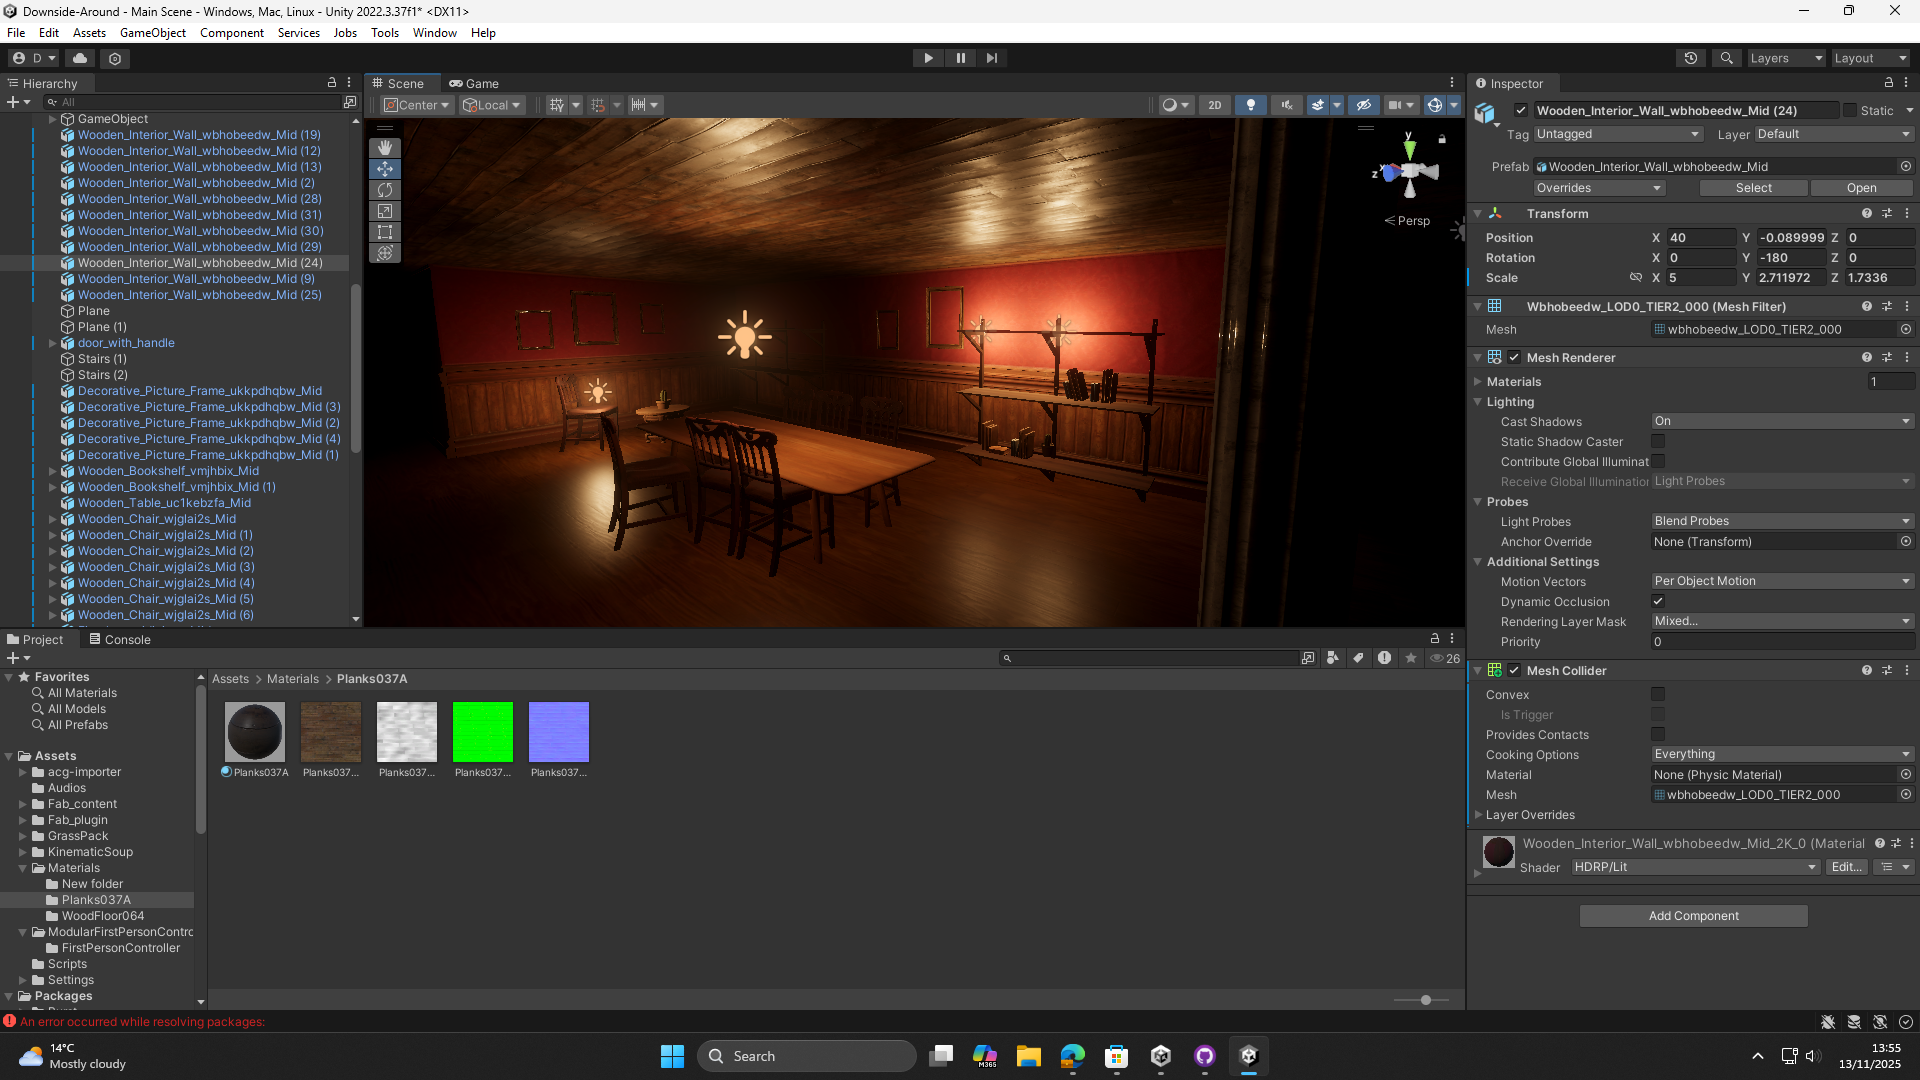 Downside-Around - Main Scene - Windows, Mac, Linux - Unity 2022.3.37f1* <DX11>
File Edit Assets GameObject Component Services Jobs Tools Window Help
D
Layers
Layout
Hierarchy
All
GameObject
Wooden_Interior_Wall_wbhobeedw_Mid (19)
Wooden_Interior_Wall_wbhobeedw_Mid (12)
Wooden_Interior_Wall_wbhobeedw_Mid (13)
Wooden_Interior_Wall_wbhobeedw_Mid (2)
Wooden_Interior_Wall_wbhobeedw_Mid (28)
Wooden_Interior_Wall_wbhobeedw_Mid (31)
Wooden_Interior_Wall_wbhobeedw_Mid (30)
Wooden_Interior_Wall_wbhobeedw_Mid (29)
Wooden_Interior_Wall_wbhobeedw_Mid (24)
Wooden_Interior_Wall_wbhobeedw_Mid (9)
Wooden_Interior_Wall_wbhobeedw_Mid (25)
Plane
Plane (1)
door_with_handle
Stairs (1)
Stairs (2)
Decorative_Picture_Frame_ukkpdhqbw_Mid
Decorative_Picture_Frame_ukkpdhqbw_Mid (3)
Decorative_Picture_Frame_ukkpdhqbw_Mid (2)
Decorative_Picture_Frame_ukkpdhqbw_Mid (4)
Decorative_Picture_Frame_ukkpdhqbw_Mid (1)
Wooden_Bookshelf_vmjhbix_Mid
Wooden_Bookshelf_vmjhbix_Mid (1)
Wooden_Table_uc1kebzfa_Mid
Wooden_Chair_wjglai2s_Mid
Wooden_Chair_wjglai2s_Mid (1)
Wooden_Chair_wjglai2s_Mid (2)
Wooden_Chair_wjglai2s_Mid (3)
Wooden_Chair_wjglai2s_Mid (4)
Wooden_Chair_wjglai2s_Mid (5)
Wooden_Chair_wjglai2s_Mid (6)
Scene
Game
Center
Local
2D
y
x
z
Persp
Inspector
Wooden_Interior_Wall_wbhobeedw_Mid (24)
Static
Tag Untagged Layer Default
Prefab Wooden_Interior_Wall_wbhobeedw_Mid
Overrides Select Open
Transform
Position X 40 Y -0.089999 Z 0
Rotation X 0 Y -180 Z 0
Scale X 5 Y 2.711972 Z 1.7336
Wbhobeedw_LOD0_TIER2_000 (Mesh Filter)
Mesh wbhobeedw_LOD0_TIER2_000
Mesh Renderer
Materials 1
Lighting
Cast Shadows On
Static Shadow Caster
Contribute Global Illuminat
Receive Global Illumination Light Probes
Probes
Light Probes Blend Probes
Anchor Override None (Transform)
Additional Settings
Motion Vectors Per Object Motion
Dynamic Occlusion
Rendering Layer Mask Mixed...
Priority 0
Mesh Collider
Convex
Is Trigger
Provides Contacts
Cooking Options Everything
Material None (Physic Material)
Mesh wbhobeedw_LOD0_TIER2_000
Layer Overrides
Wooden_Interior_Wall_wbhobeedw_Mid_2K_0 (Material
Shader HDRP/Lit Edit...
Add Component
Project
Console
26
Favorites
All Materials
All Models
All Prefabs
Assets
acg-importer
Audios
Fab_content
Fab_plugin
GrassPack
KinematicSoup
Materials
New folder
Planks037A
WoodFloor064
ModularFirstPersonContro
FirstPersonController
Scripts
Settings
Packages
Assets > Materials > Planks037A
Planks037A
Planks037...
Planks037...
Planks037...
Planks037...
An error occurred while resolving packages:
14°C
Mostly cloudy
Search
M365
13:55
13/11/2025